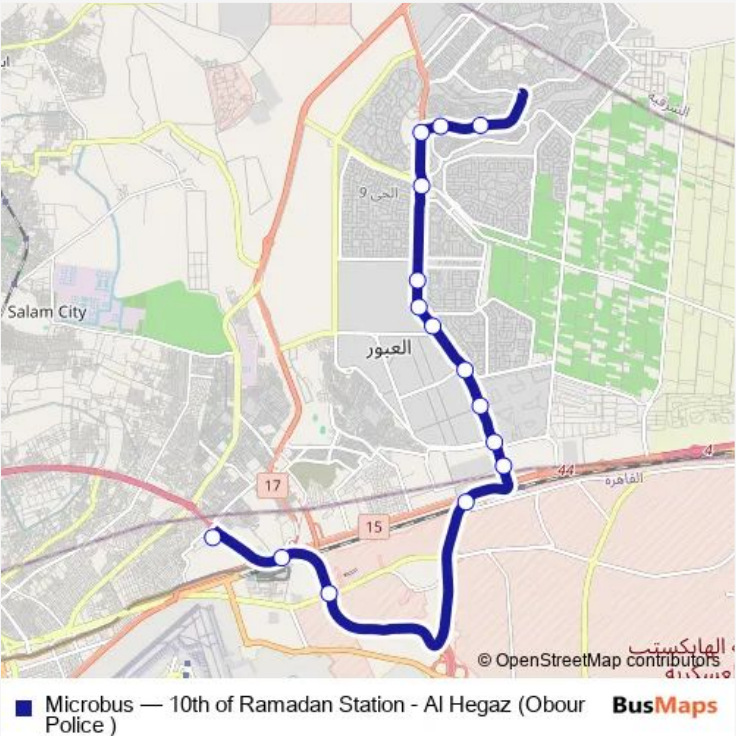 الشرقية
الحي 9
Salam City
العبور
44
4
القاهرة
17
15
الهايكستب
© OpenStreetMap contributors
Microbus — 10th of Ramadan Station - Al Hegaz (Obour
Police )
BusMaps